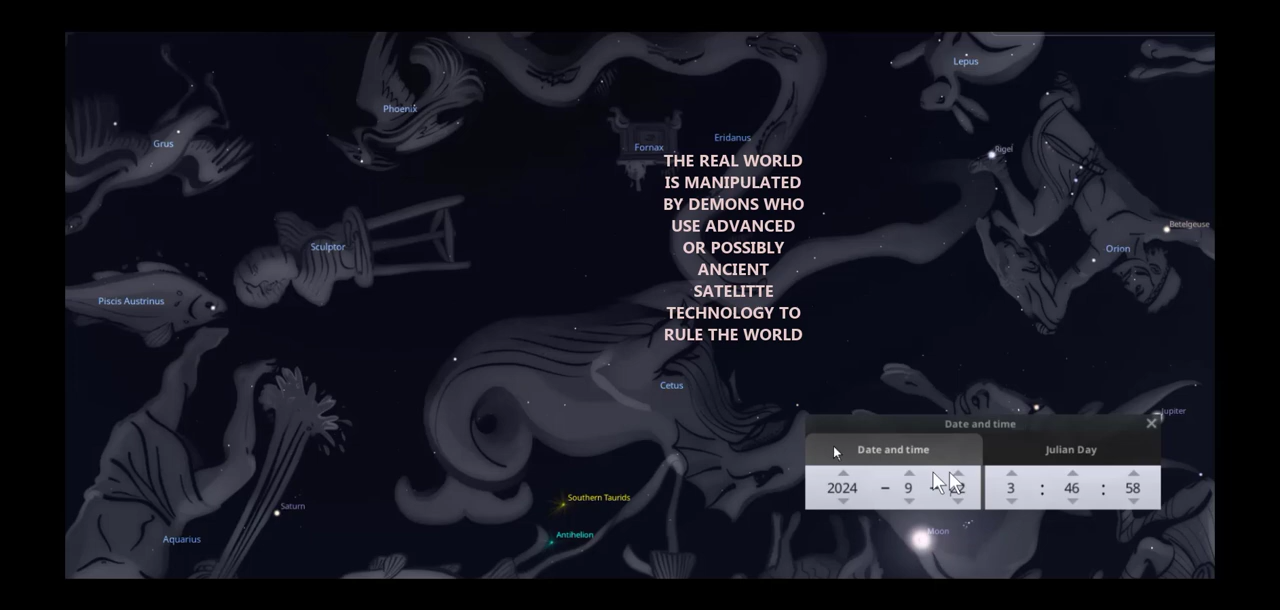 Lepus
Phoenix
Grus
Eridanus
Fornax
Rigel
THE REAL WORLD
IS MANIPULATED
BY DEMONS WHO
USE ADVANCED
OR POSSIBLY
ANCIENT
SATELITTE
TECHNOLOGY TO
RULE THE WORLD
Betelgeuse
Sculptor
Orion
Piscis Austrinus
Cetus
Jupiter
Date and time
Date and time
Julian Day
2024 - 9 -
3 : 46 : 58
Southern Taurids
Saturn
Antihelion
Moon
Aquarius